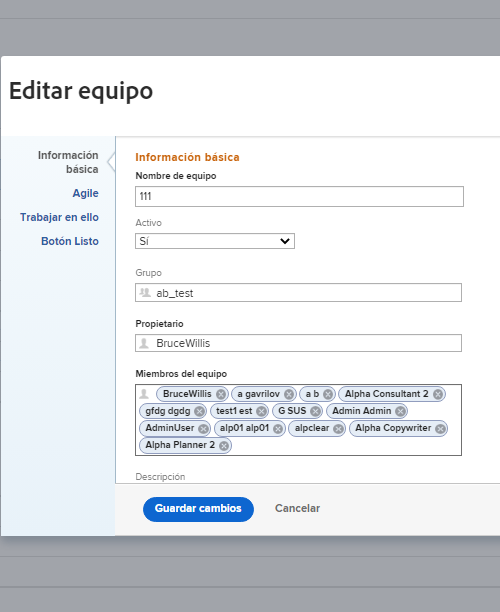 Editar equipo
Información
básica
Agile
Trabajar en ello
Botón Listo
Información básica
Nombre de equipo
111
Activo
Sí
Grupo
ab_test
Propietario
BruceWillis
Miembros del equipo
BruceWillis a gavrilov a b Alpha Consultant 2
gfdg dgdg test1 est G SUS Admin Admin
AdminUser alp01 alp01 alpclear Alpha Copywriter
Alpha Planner 2
Descripción
Guardar cambios Cancelar